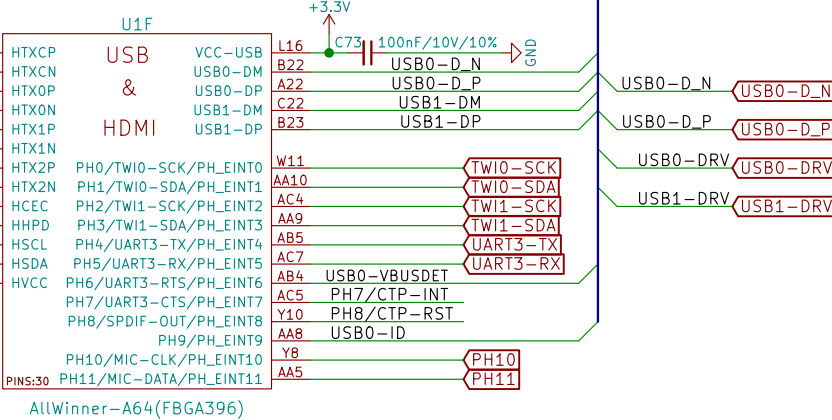 +3.3V
U1F
C73 100nF/10V/10%
GND
USB
&
HDMI
HTXCP
HTXCN
HTX0P
HTX0N
HTX1P
HTX1N
HTX2P
HTX2N
HCEC
HHPD
HSCL
HSDA
HVCC
VCC-USB L16
USB0-DM B22 USB0-D_N
USB0-DP A22 USB0-D_P
USB1-DM C22 USB1-DM
USB1-DP B23 USB1-DP
PH0/TWI0-SCK/PH_EINT0 W11 TWI0-SCK
PH1/TWI0-SDA/PH_EINT1 AA10 TWI0-SDA
PH2/TWI1-SCK/PH_EINT2 AC4 TWI1-SCK
PH3/TWI1-SDA/PH_EINT3 AA9 TWI1-SDA
PH4/UART3-TX/PH_EINT4 AB5 UART3-TX
PH5/UART3-RX/PH_EINT5 AC7 UART3-RX
PH6/UART3-RTS/PH_EINT6 AB4 USB0-VBUSDET
PH7/UART3-CTS/PH_EINT7 AC5 PH7/CTP-INT
PH8/SPDIF-OUT/PH_EINT8 Y10 PH8/CTP-RST
PH9/PH_EINT9 AA8 USB0-ID
PH10/MIC-CLK/PH_EINT10 Y8 PH10
PH11/MIC-DATA/PH_EINT11 AA5 PH11
PINS:30
AllWinner-A64(FBGA396)
USB0-D_N USB0-D_N
USB0-D_P USB0-D_P
USB0-DRV USB0-DRV
USB1-DRV USB1-DRV